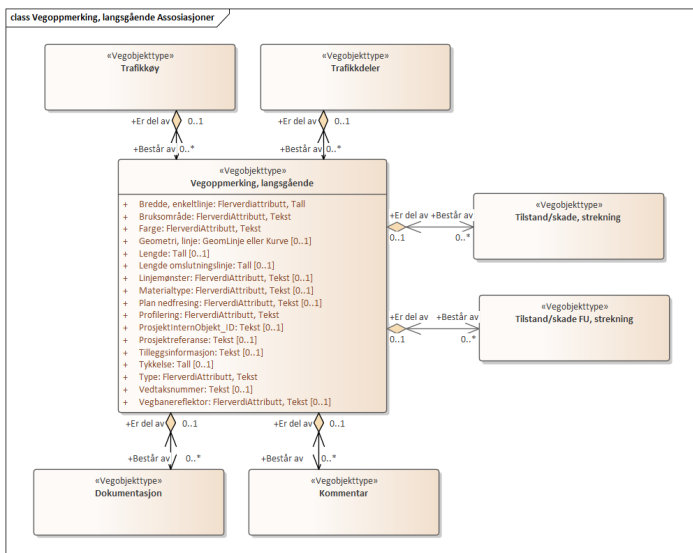 class Vegoppmerking, langsgående Assosiasjoner
«Vegobjekttype»
Trafikkøy
«Vegobjekttype»
Trafikkdeler
+Er del av 0..1
+Består av 0..*
+Er del av 0..1
+Består av 0..*
«Vegobjekttype»
Vegoppmerking, langsgående
+ Bredde, enkeltlinje: Flerverdiattributt, Tall
+ Bruksområde: FlerverdiAttributt, Tekst
+ Farge: FlerverdiAttributt, Tekst
+ Geometri, linje: GeomLinje eller Kurve [0..1]
+ Lengde: Tall [0..1]
+ Lengde omslutningslinje: Tall [0..1]
+ Linjemønster: FlerverdiAttributt, Tekst [0..1]
+ Materialtype: FlerverdiAttributt, Tekst [0..1]
+ Plan nedfresing: FlerverdiAttributt, Tekst [0..1]
+ Profilering: FlerverdiAttributt, Tekst
+ ProsjektInternObjekt_ID: Tekst [0..1]
+ Prosjektreferanse: Tekst [0..1]
+ Tilleggsinformasjon: Tekst [0..1]
+ Tykkelse: Tall [0..1]
+ Type: FlerverdiAttributt, Tekst
+ Vedtaksnummer: Tekst [0..1]
+ Vegbanereflektor: FlerverdiAttributt, Tekst [0..1]
+Er del av +Består av
0..1 0..*
«Vegobjekttype»
Tilstand/skade, strekning
+Er del av +Består av
0..1 0..*
«Vegobjekttype»
Tilstand/skade FU, strekning
+Er del av 0..1
+Består av 0..*
+Er del av 0..1
+Består av 0..*
«Vegobjekttype»
Dokumentasjon
«Vegobjekttype»
Kommentar